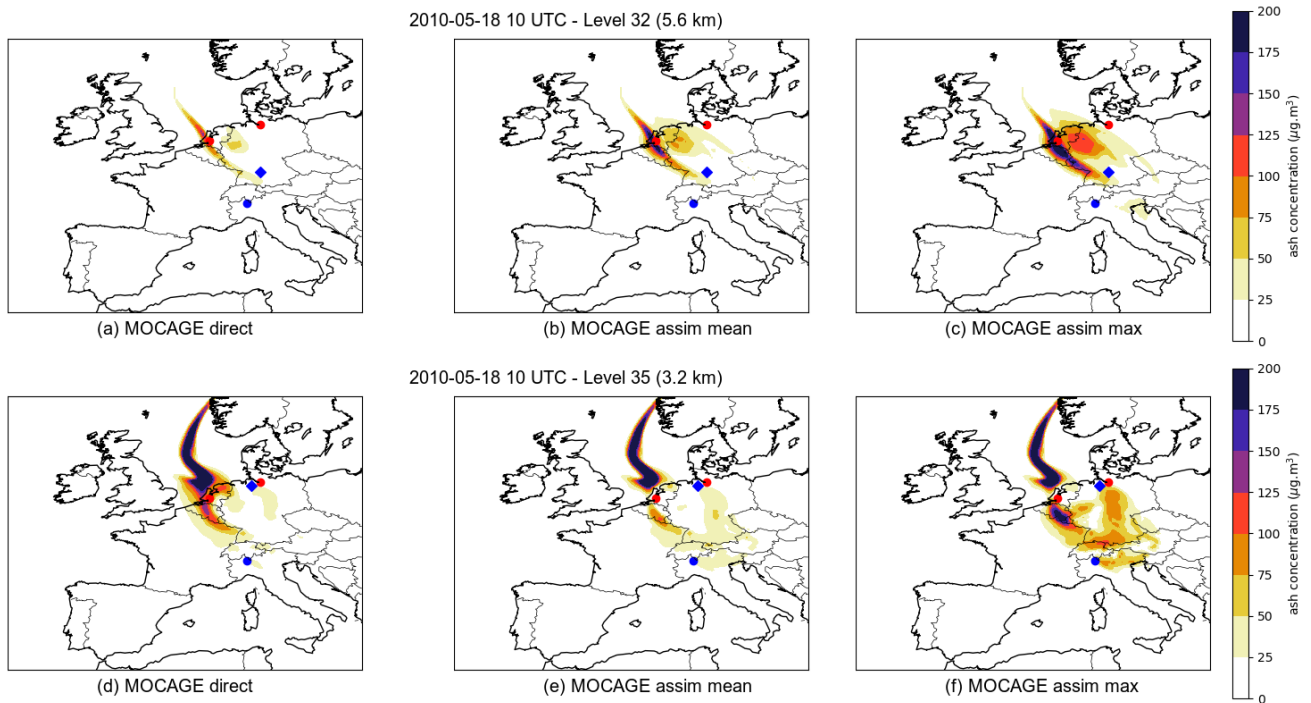 2010-05-18 10 UTC - Level 32 (5.6 km)
(a) MOCAGE direct
(b) MOCAGE assim mean
(c) MOCAGE assim max
200
175
150
125
100
75
50
25
0
ash concentration (μg.m³)
2010-05-18 10 UTC - Level 35 (3.2 km)
(d) MOCAGE direct
(e) MOCAGE assim mean
(f) MOCAGE assim max
200
175
150
125
100
75
50
25
0
ash concentration (μg.m³)